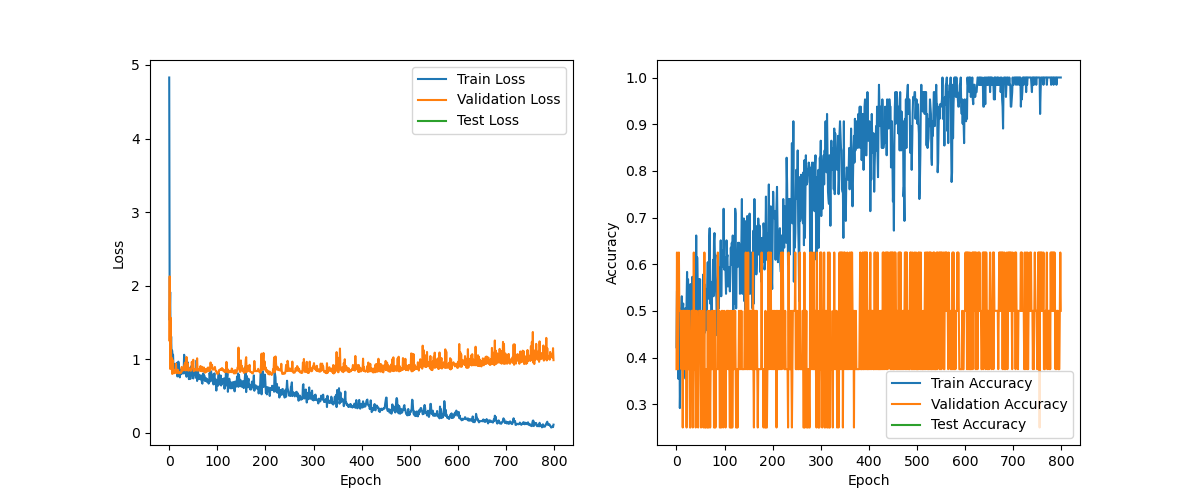 5
4
3
2
1
0
Loss
0 100 200 300 400 500 600 700 800
Epoch
Train Loss
Validation Loss
Test Loss
1.0
0.9
0.8
0.7
0.6
0.5
0.4
0.3
Accuracy
0 100 200 300 400 500 600 700 800
Epoch
Train Accuracy
Validation Accuracy
Test Accuracy